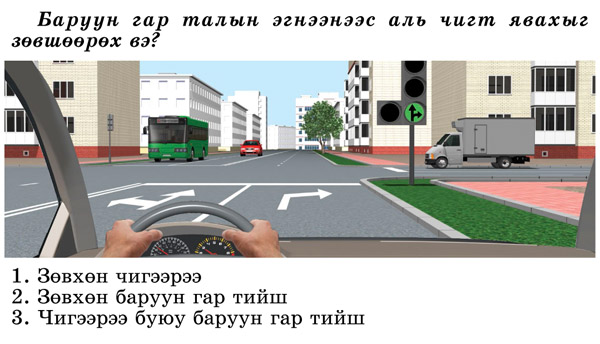 Баруун гар талын эгнээнээс аль чигт явахыг
зөвшөөрөх вэ?
1. Зөвхөн чигээрээ
2. Зөвхөн баруун гар тийш
3. Чигээрээ буюу баруун гар тийш